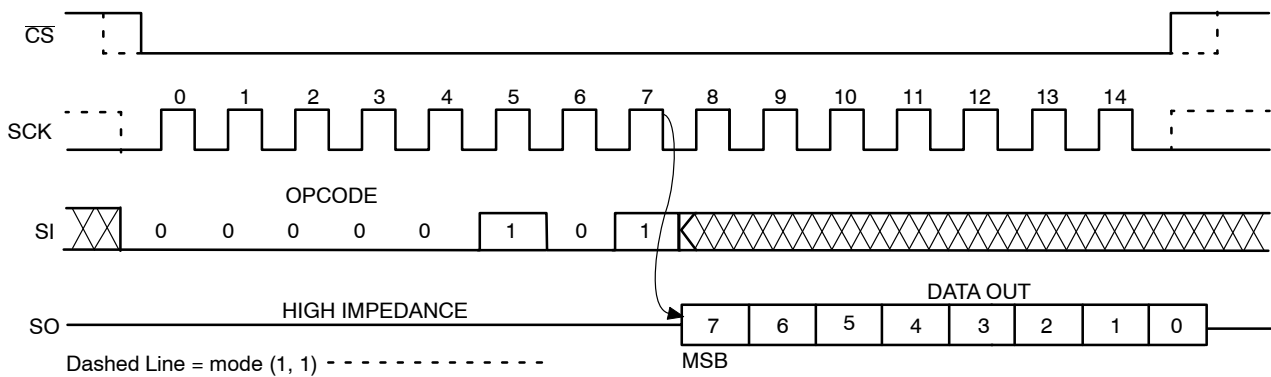 CS
0 1 2 3 4 5 6 7 8 9 10 11 12 13 14
SCK
OPCODE
SI 0 0 0 0 0 1 0 1
DATA OUT
HIGH IMPEDANCE
SO 7 6 5 4 3 2 1 0
Dashed Line = mode (1, 1) MSB